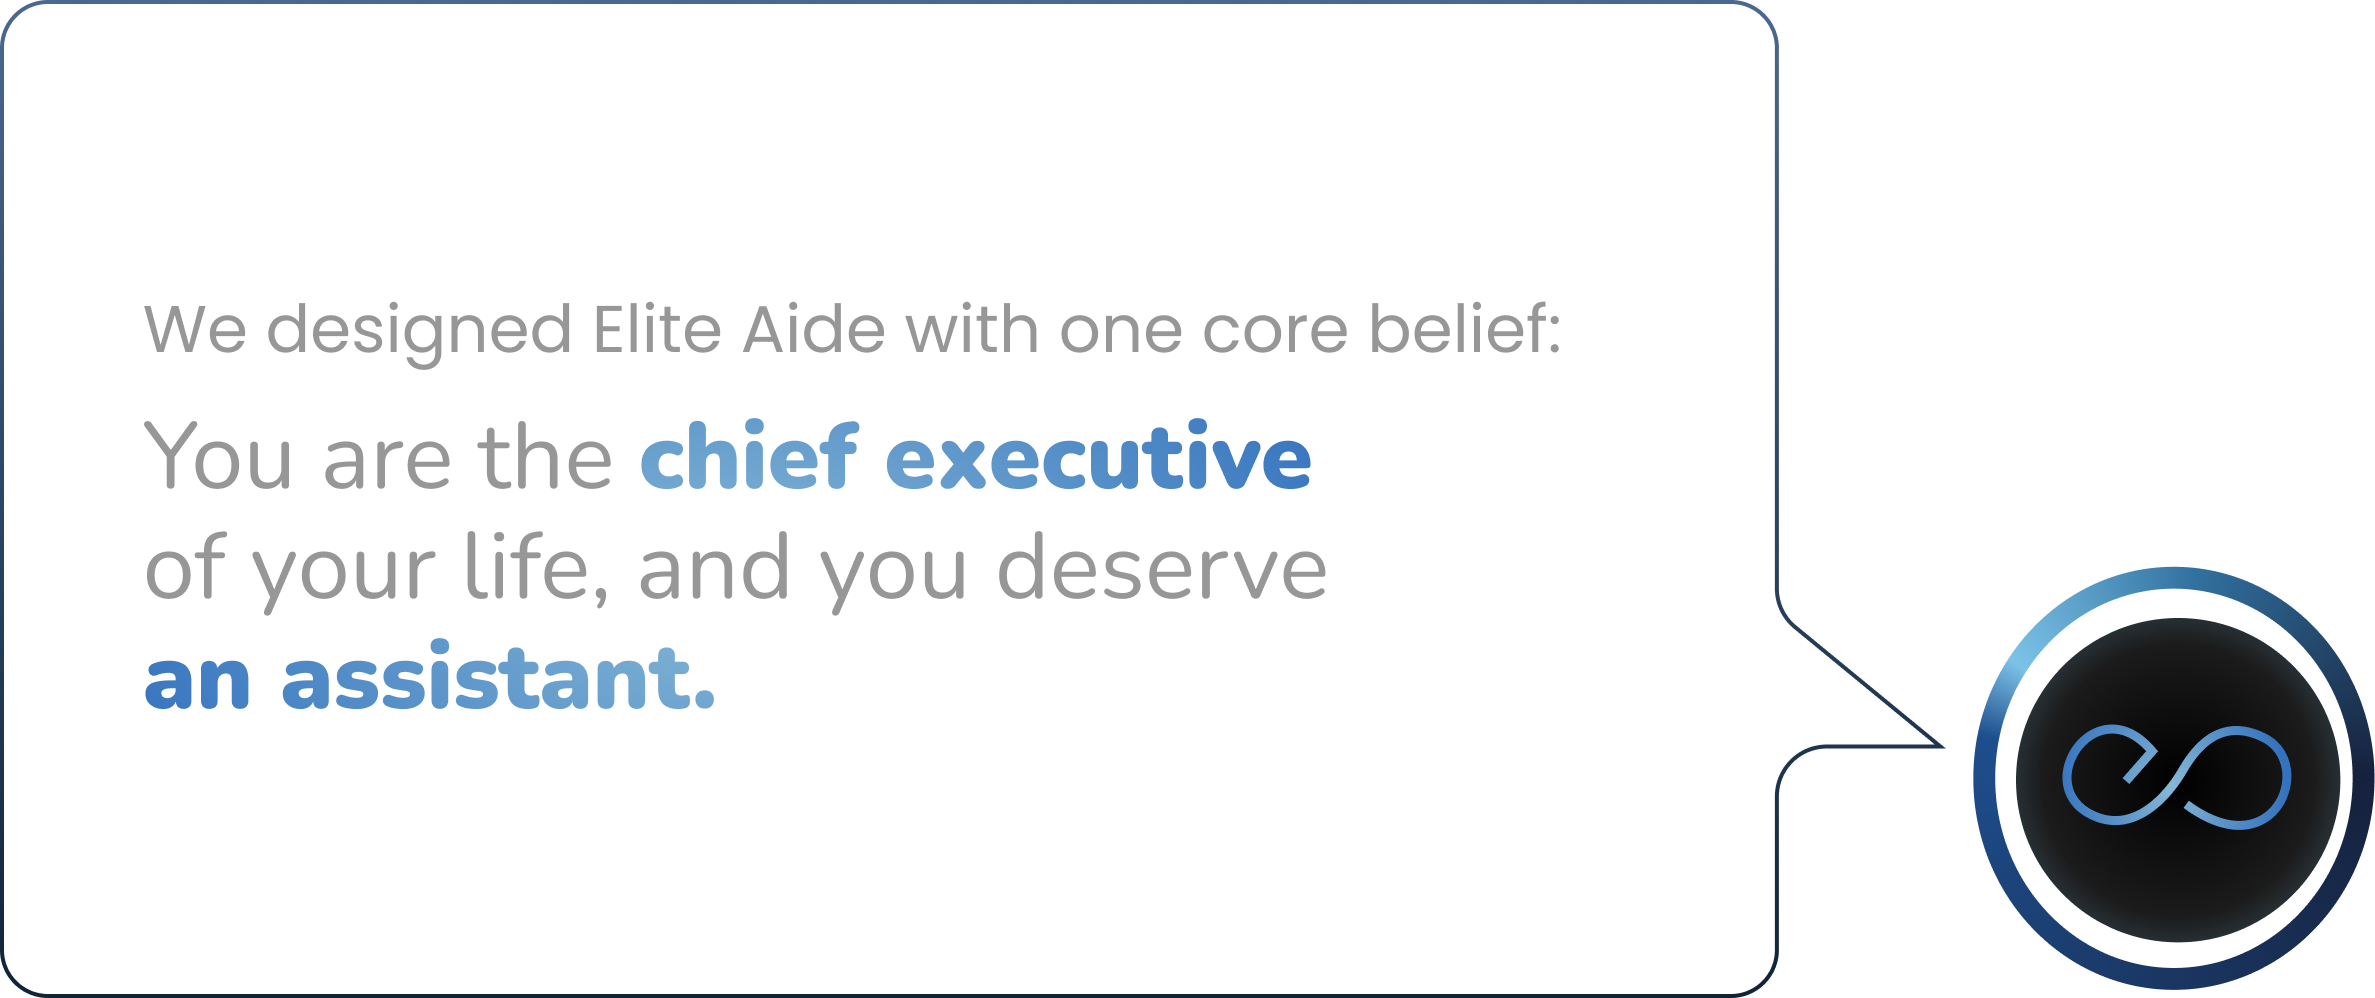 We designed Elite Aide with one core belief:
You are the chief executive
of your life, and you deserve
an assistant.